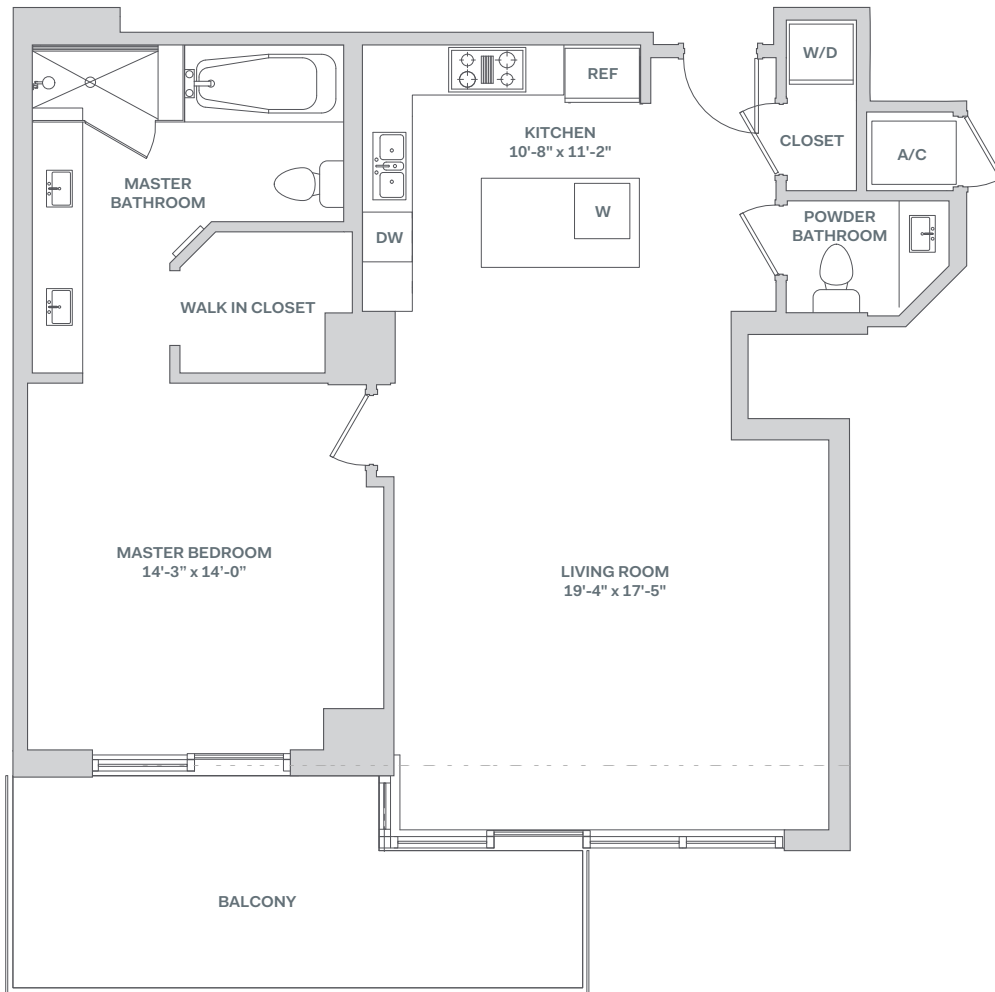 W/D
REF
KITCHEN
10'-8" x 11'-2"
CLOSET
A/C
MASTER
BATHROOM
W
POWDER
BATHROOM
DW
WALK IN CLOSET
MASTER BEDROOM
14'-3” x 14’-0”
LIVING ROOM
19'-4" x 17'-5"
BALCONY